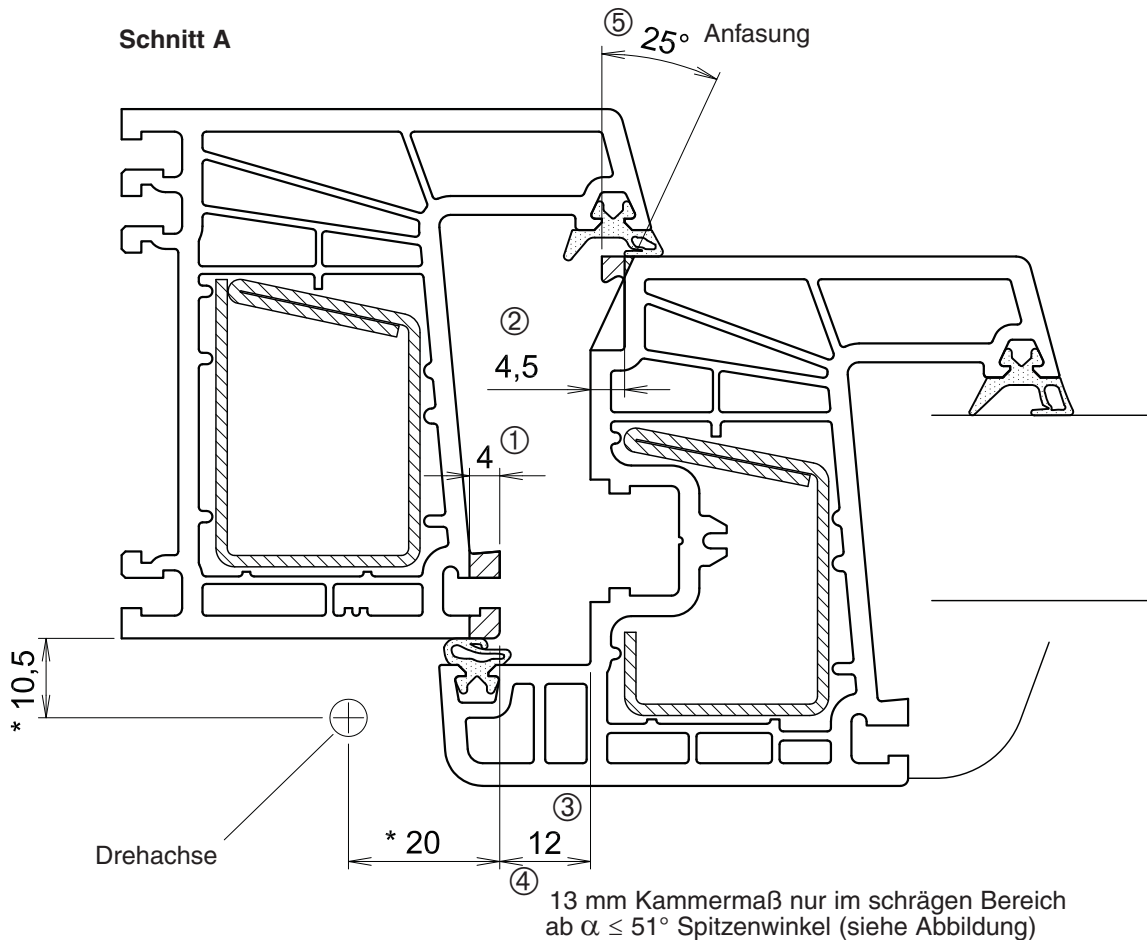 Schnitt A
⑤
25° Anfasung
②
4,5
①
4
* 10,5
Drehachse
* 20
③
12
④
13 mm Kammermaß nur im schrägen Bereich
ab α ≤ 51° Spitzenwinkel (siehe Abbildung)